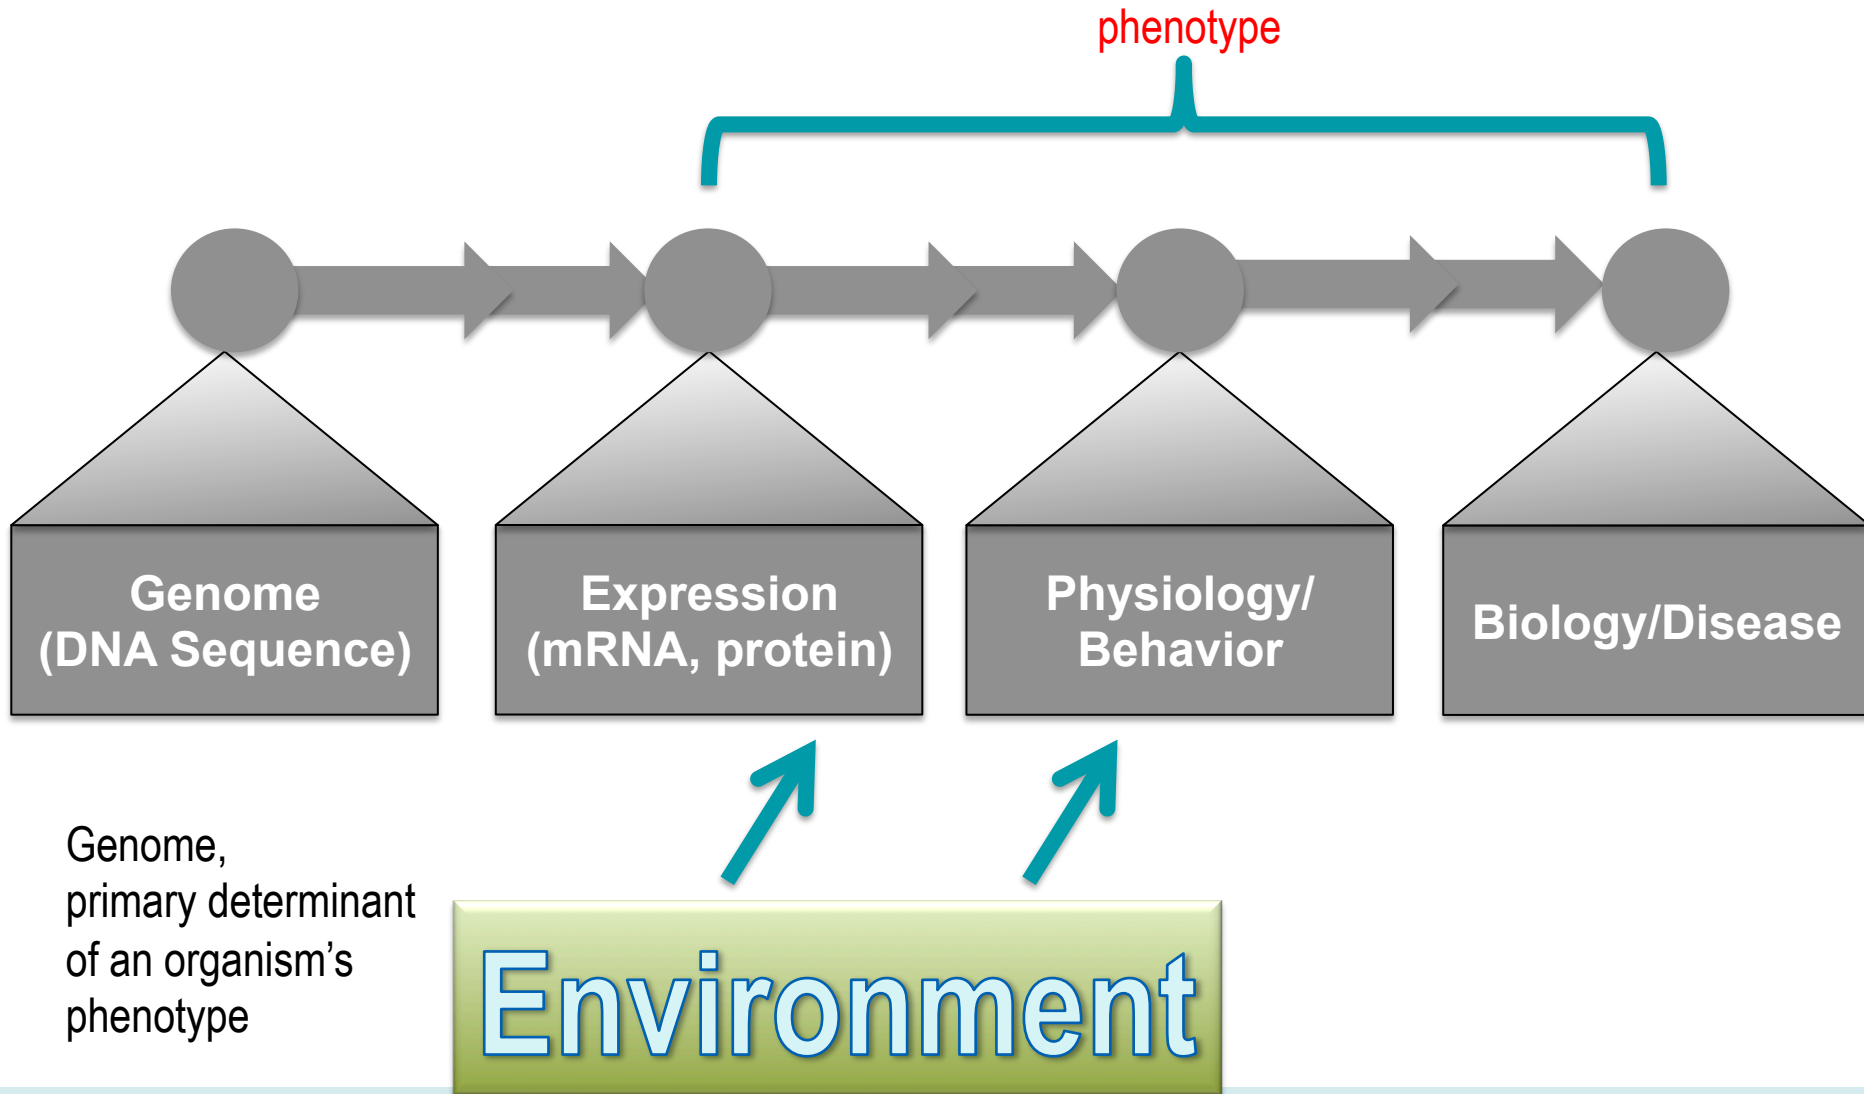 phenotype
Genome
(DNA Sequence)
Expression
(mRNA, protein)
Physiology/
Behavior
Biology/Disease
Genome,
primary determinant
of an organism’s
phenotype
Environment